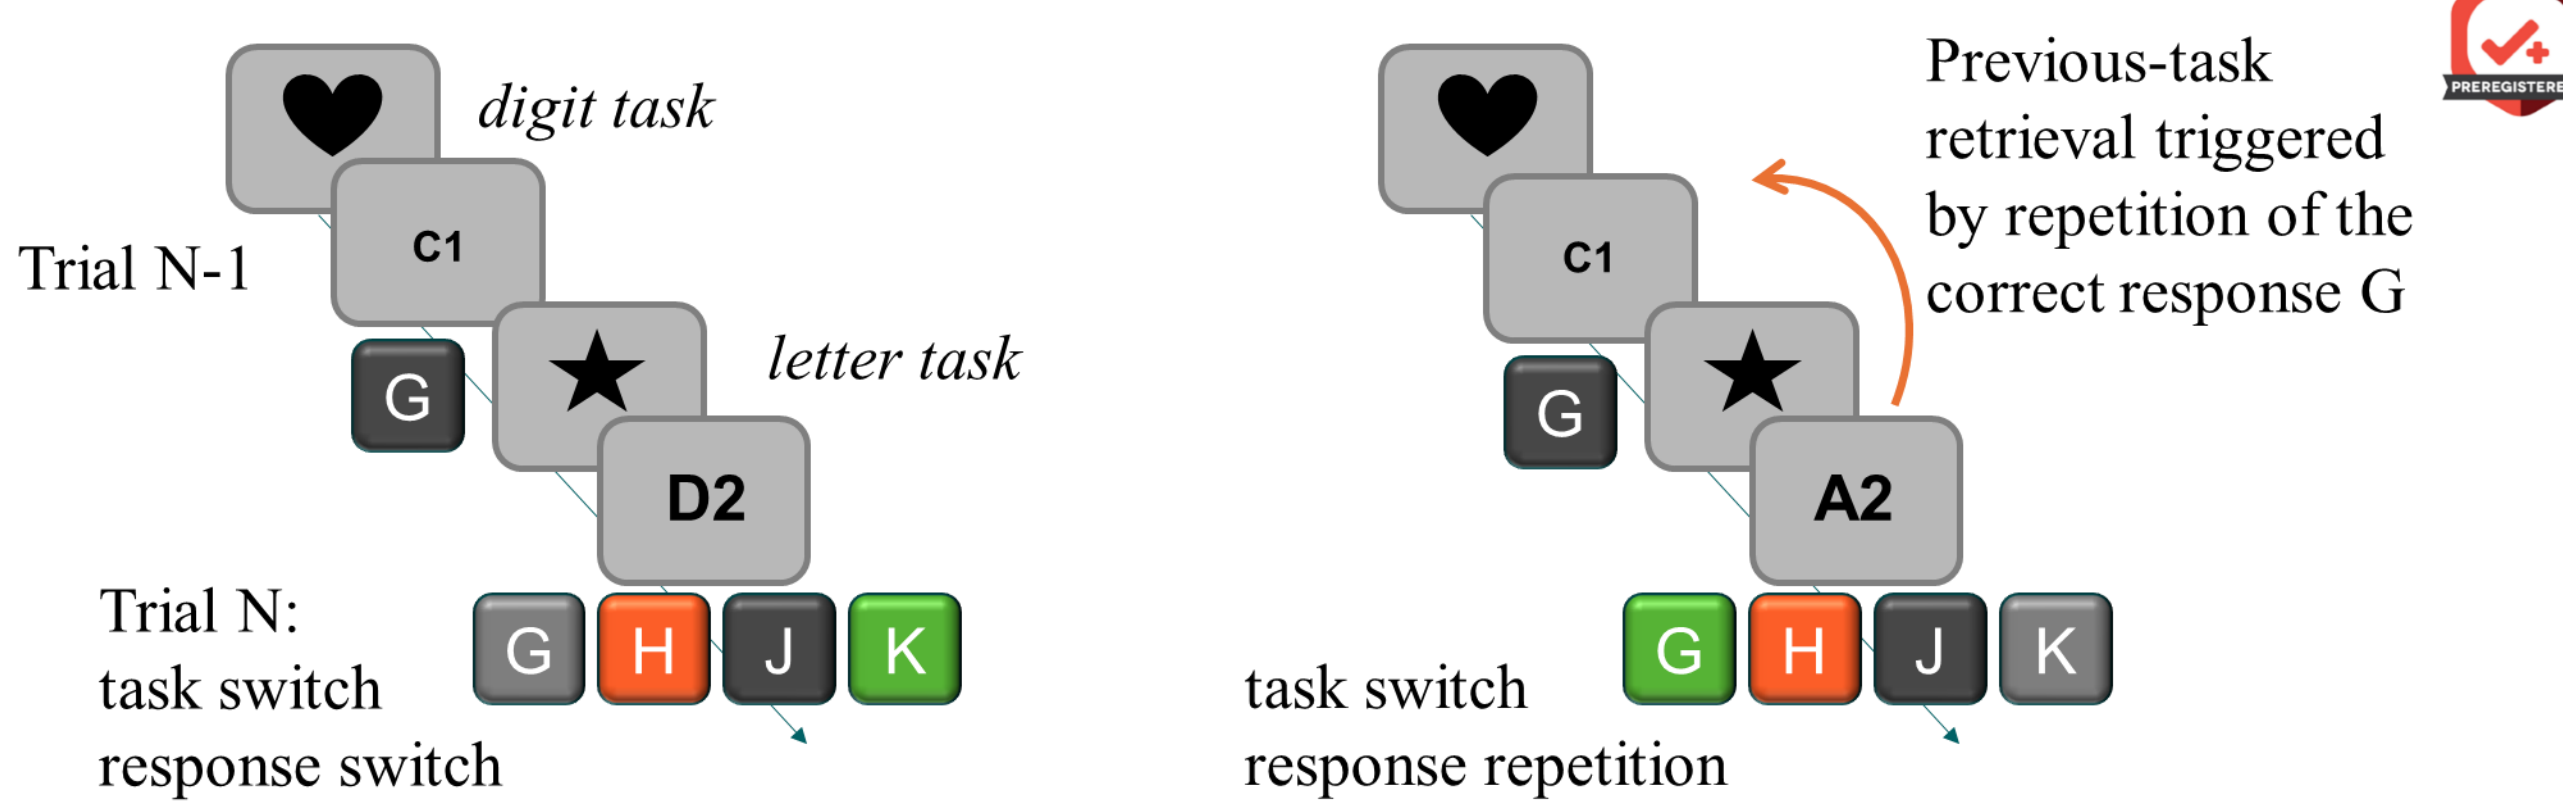 digit task
C1
Trial N-1
G
letter task
D2
Trial N:
task switch
response switch
G H J K
C1
G
A2
task switch
response repetition
G H J K
Previous-task
retrieval triggered
by repetition of the
correct response G
PREREGISTERE